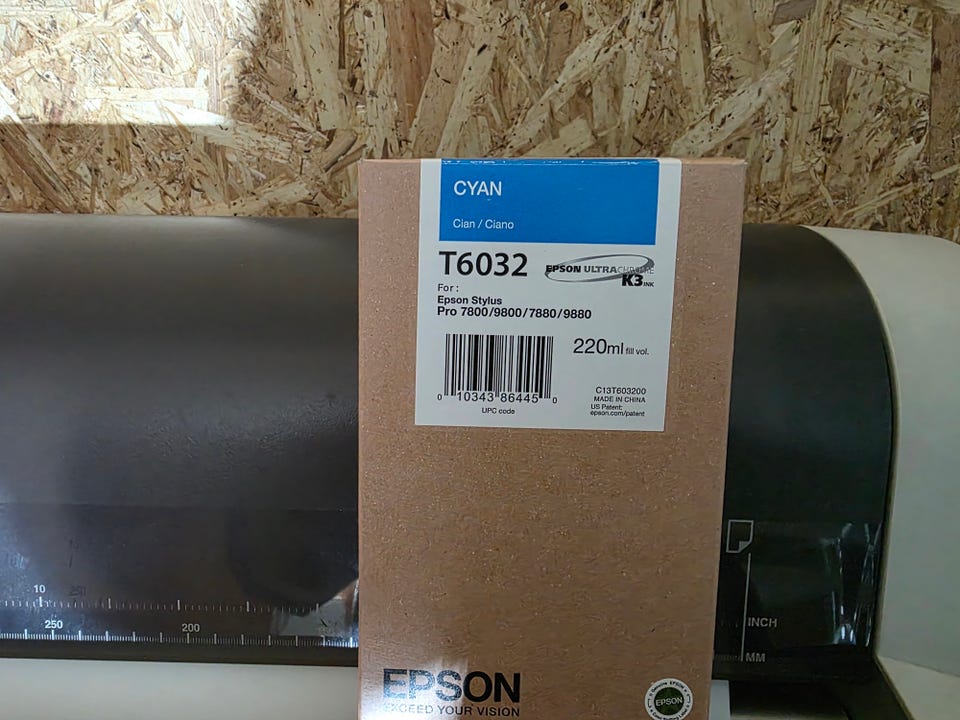 CYAN
Cian / Ciano
T6032
EPSON ULTRACHROME
K3 INK
For :
Epson Stylus
Pro 7800/9800/7880/9880
220ml fill vol.
0 10343 86445 0
UPC code
C13T603200
MADE IN CHINA
US Patent:
epson.com/patent
10
250
200
INCH
MM
EPSON
EXCEED YOUR VISION
Genuine EPSON
EPSON